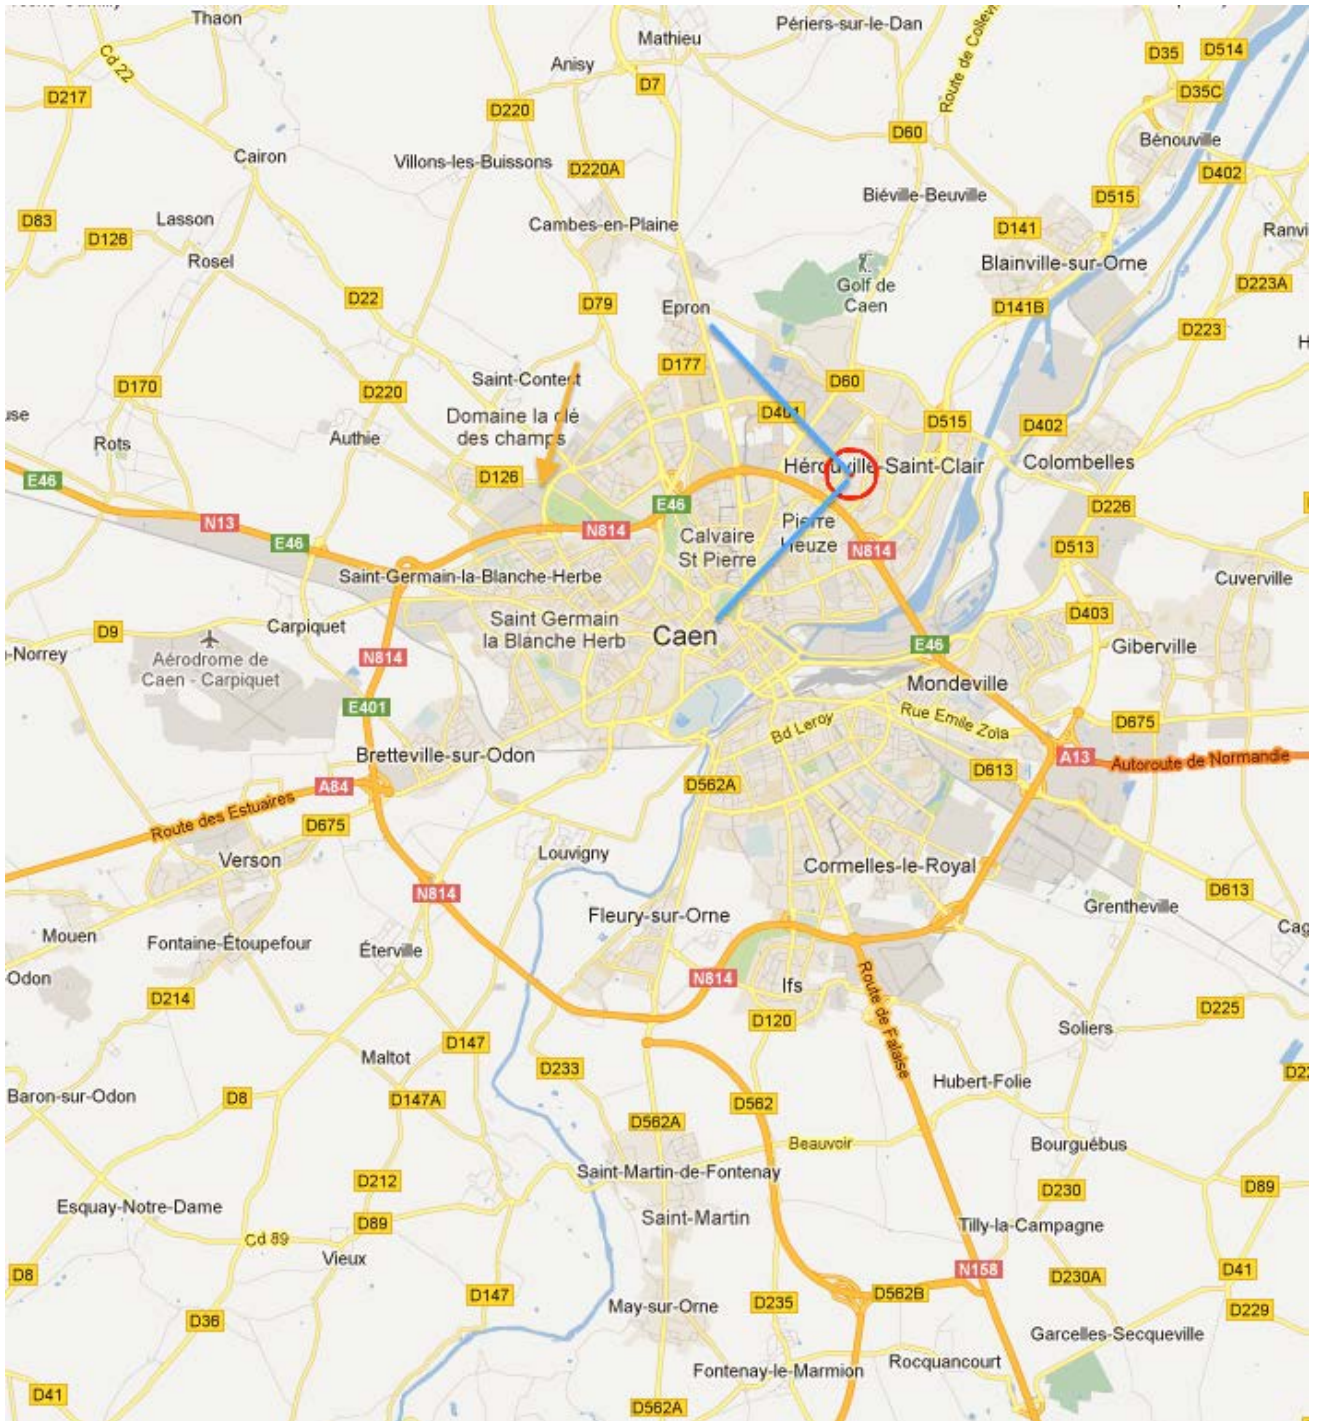 Thaon
Mathieu
Périers-sur-le-Dan
Route de Collev
Cd 22
Anisy
D7
D35
D514
D217
D220
D35C
D60
Bénouville
Cairon
Villons-les-Buissons
D220A
D402
Biéville-Beuville
D515
D83
Lasson
D126
Cambes-en-Plaine
D141
Ranvi
Rosel
Blainville-sur-Orne
D22
D79
Epron
Golf de
Caen
D141B
D223A
D223
H
D170
D220
Saint-Contest
D177
D60
use
Domaine la clé
des champs
D401
D515
D402
Rots
Authie
Hérouville-Saint-Clair
Colombelles
E46
D126
E46
D226
N13
E46
N814
Calvaire
St Pierre
Pierre
Heuze
N814
D513
Saint-Germain-la-Blanche-Herbe
Cuverville
D9
Carpiquet
Saint Germain
la Blanche Herb
Caen
D403
E46
Giberville
n-Norrey
Aérodrome de
Caen - Carpiquet
N814
E401
Mondeville
Rue Emile Zola
Bd Leroy
D675
Bretteville-sur-Odon
A13
Autoroute de Normandie
A84
D562A
D613
Route des Estuaires
D675
Verson
Louvigny
Cormelles-le-Royal
N814
D613
Grentheville
Fleury-sur-Orne
Mouen
Fontaine-Étoupefour
Éterville
Cag
Odon
N814
Ifs
Route de Falaise
D214
D120
D225
Soliers
D147
Maltot
D233
Hubert-Folie
D22
Baron-sur-Odon
D8
D147A
D562
D562A
Beauvoir
Bourguébus
Saint-Martin-de-Fontenay
D212
D230
D89
Esquay-Notre-Dame
D89
Saint-Martin
Tilly-la-Campagne
Cd 89
Vieux
D8
N158
D230A
D41
D147
May-sur-Orne
D235
D562B
D229
D36
Garcelles-Secqueville
Fontenay-le-Marmion
Rocquancourt
D41
D562A